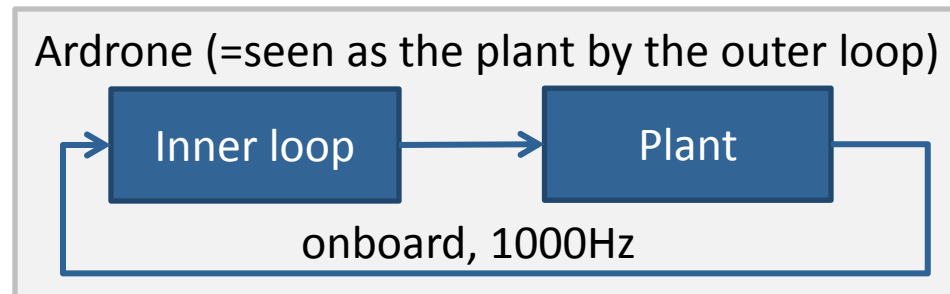 Ardrone (=seen as the plant by the outer loop)
Inner loop
Plant
onboard, 1000Hz